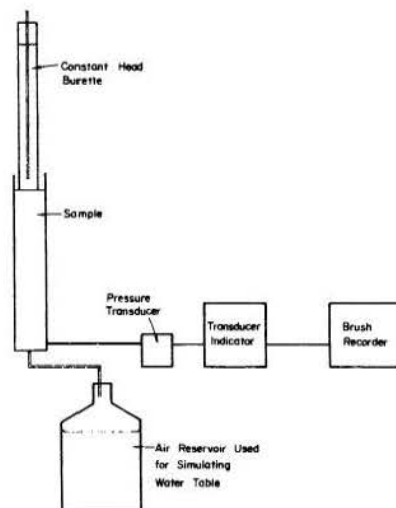 Constant Head
Burette
Sample
Pressure
Transducer
Transducer
Indicator
Brush
Recorder
Air Reservoir Used
for Simulating
Water Table